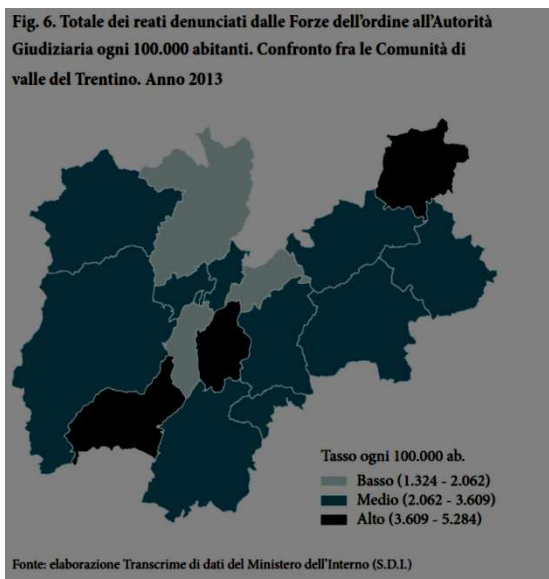 Fig. 6. Totale dei reati denunciati dalle Forze dell'ordine all'Autorità
Giudiziaria ogni 100.000 abitanti. Confronto fra le Comunità di
valle del Trentino. Anno 2013
Tasso ogni 100.000 ab.
Basso (1.324 - 2.062)
Medio (2.062 - 3.609)
Alto (3.609 - 5.284)
Fonte: elaborazione Transcrime di dati del Ministero dell'Interno (S.D.I.)